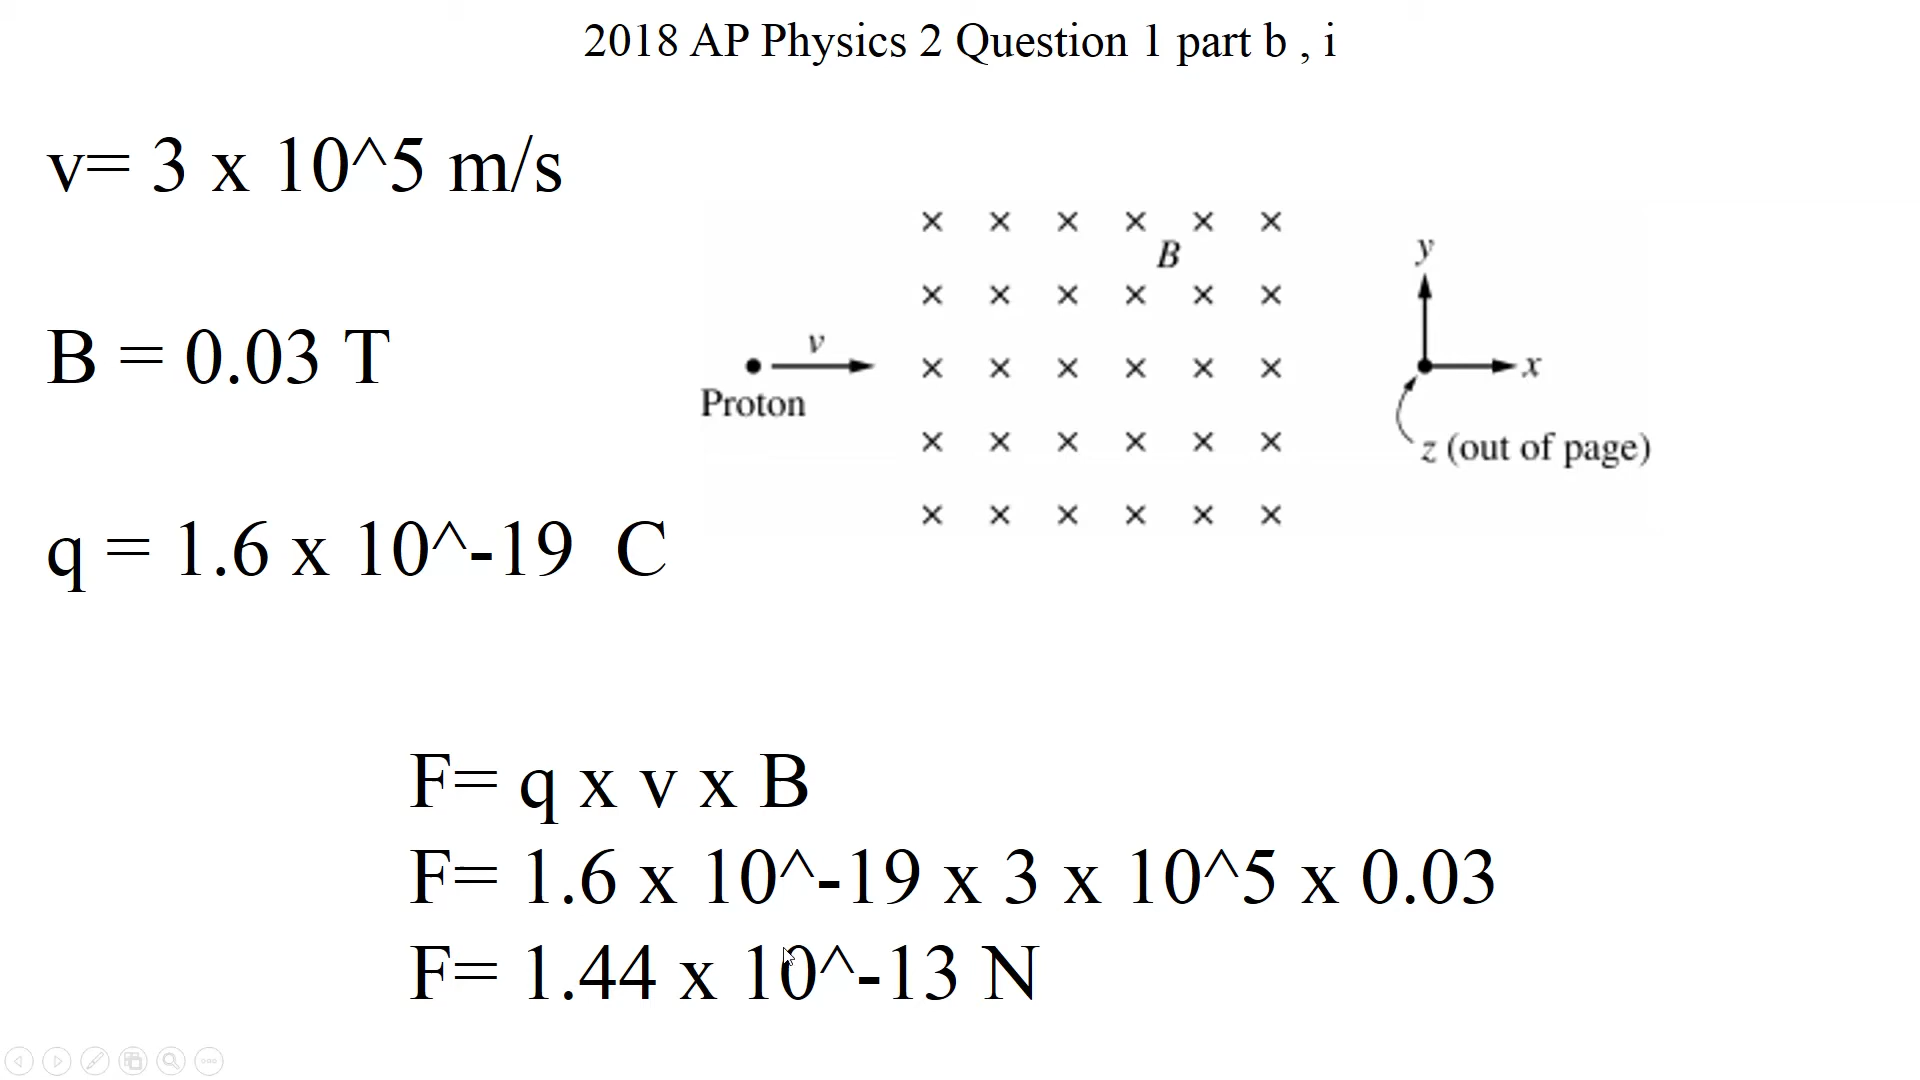 2018 AP Physics 2 Question 1 part b , i
v= 3 x 10^5 m/s
B = 0.03 T
q = 1.6 x 10^-19 C
× × × × × ×
B
× × × × × ×
v
× × × × × ×
Proton
× × × × × ×
× × × × × ×
y
x
z (out of page)
F= q x v x B
F= 1.6 x 10^-19 x 3 x 10^5 x 0.03
F= 1.44 x 10^-13 N